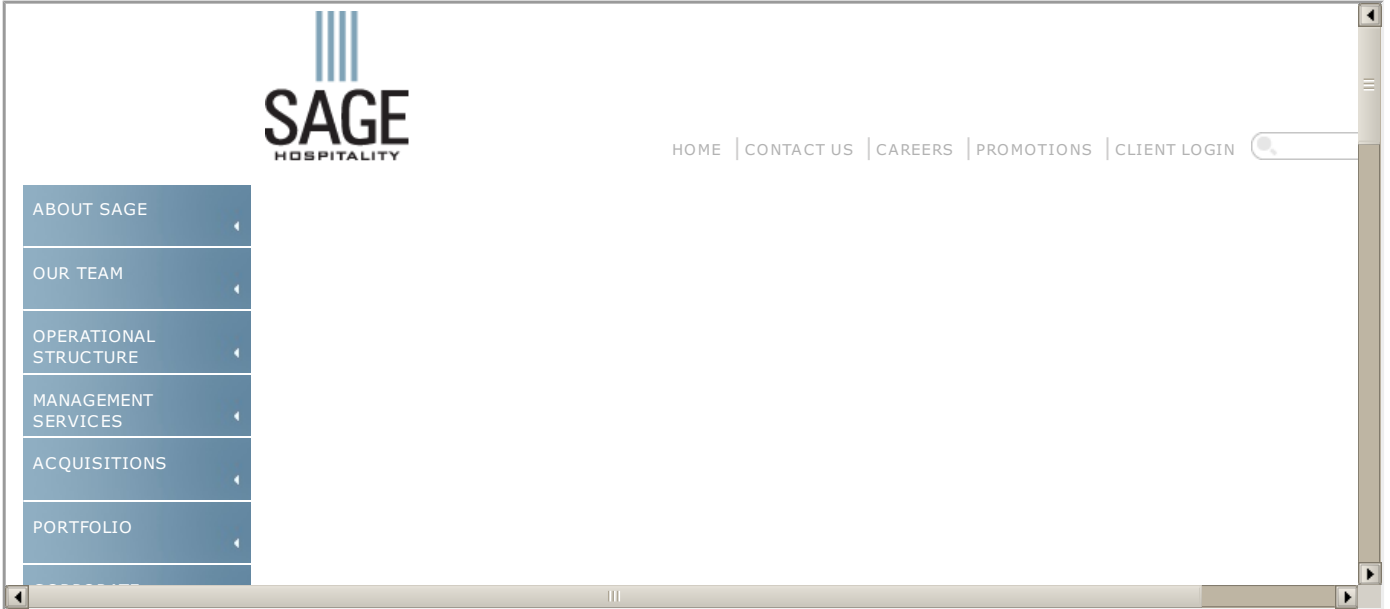 SAGE
HOSPITALITY
HOME
CONTACT US
CAREERS
PROMOTIONS
CLIENT LOGIN
ABOUT SAGE
OUR TEAM
OPERATIONAL
STRUCTURE
MANAGEMENT
SERVICES
ACQUISITIONS
PORTFOLIO